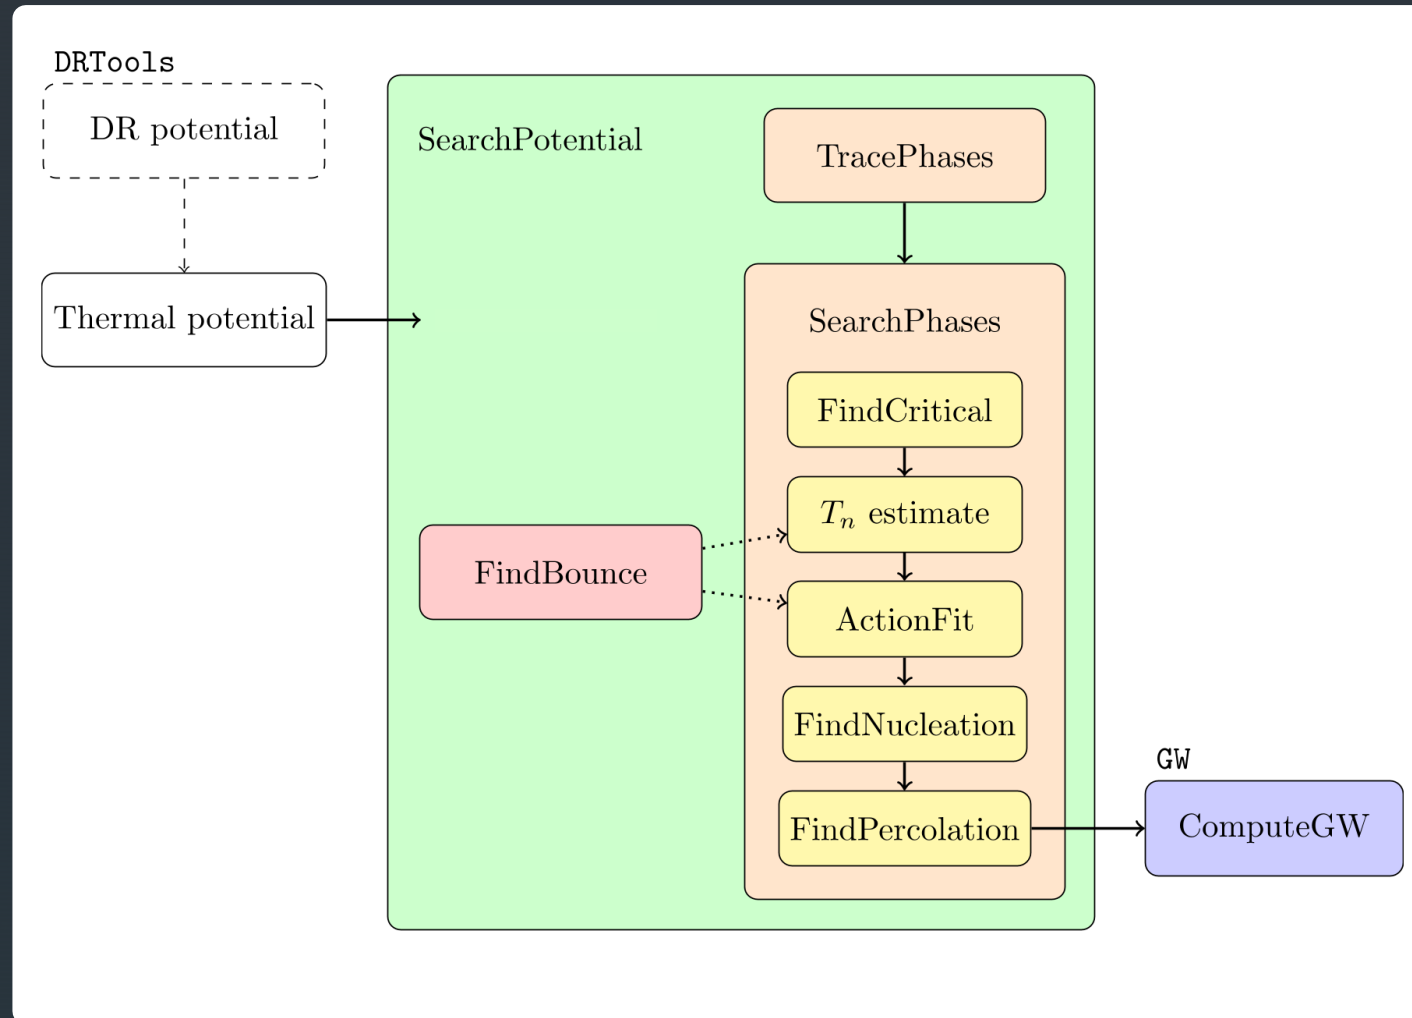 DRTools
DR potential
Thermal potential
SearchPotential
TracePhases
SearchPhases
FindCritical
Tₙ estimate
FindBounce
ActionFit
FindNucleation
FindPercolation
GW
ComputeGW